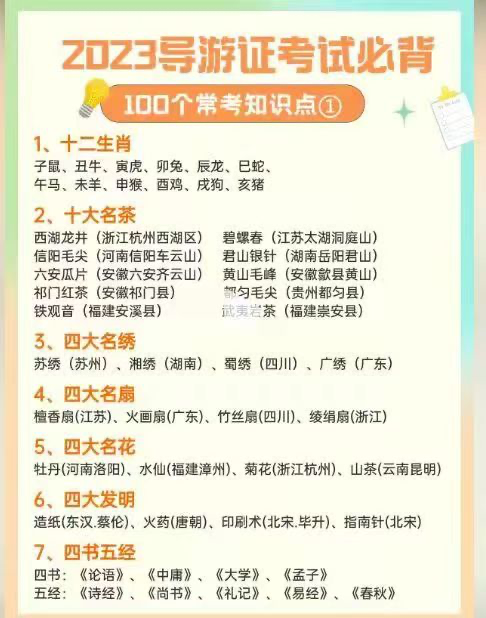 2023导游证考试必背
100个常考知识点①
1、十二生肖
子鼠、丑牛、寅虎、卯兔、辰龙、巳蛇、
午马、未羊、申猴、酉鸡、戌狗、亥猪
2、十大名茶
西湖龙井（浙江杭州西湖区） 碧螺春（江苏太湖洞庭山）
信阳毛尖（河南信阳车云山） 君山银针（湖南岳阳君山）
六安瓜片（安徽六安齐云山） 黄山毛峰（安徽歙县黄山）
祁门红茶（安徽祁门县） 都匀毛尖（贵州都匀县）
铁观音（福建安溪县） 武夷岩茶（福建崇安县）
3、四大名绣
苏绣（苏州）、湘绣（湖南）、蜀绣（四川）、广绣（广东）
4、四大名扇
檀香扇(江苏)、火画扇(广东)、竹丝扇(四川)、绫绢扇(浙江)
5、四大名花
牡丹(河南洛阳)、水仙(福建漳州)、菊花(浙江杭州)、山茶(云南昆明)
6、四大发明
造纸(东汉.蔡伦)、火药(唐朝)、印刷术(北宋.毕升)、指南针(北宋)
7、四书五经
四书：《论语》、《中庸》、《大学》、《孟子》
五经：《诗经》、《尚书》、《礼记》、《易经》、《春秋》